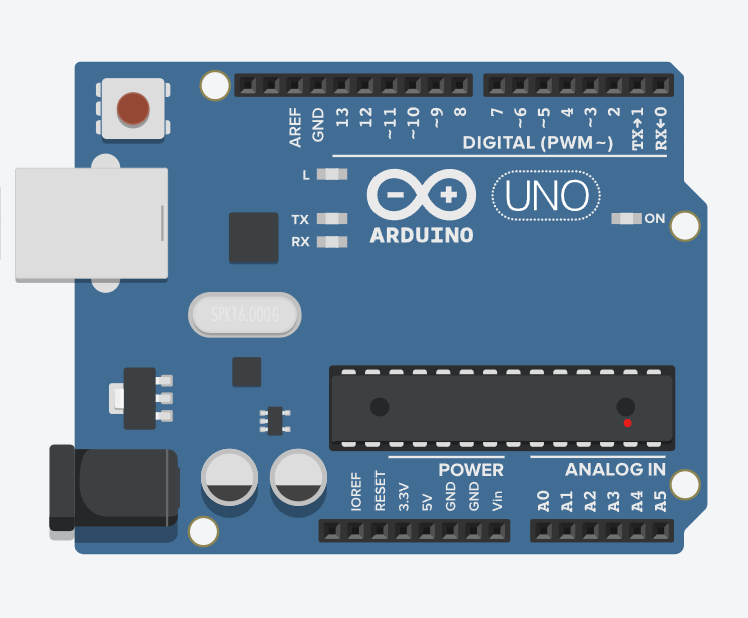 AREF
GND
13
12
~11
~10
~9
8
7
~6
~5
4
~3
2
TX→1
RX←0
DIGITAL (PWM~)
L
TX
RX
UNO
ARDUINO
ON
SPK16.000G
POWER
ANALOG IN
IOREF
RESET
3.3V
5V
GND
GND
Vin
A0
A1
A2
A3
A4
A5